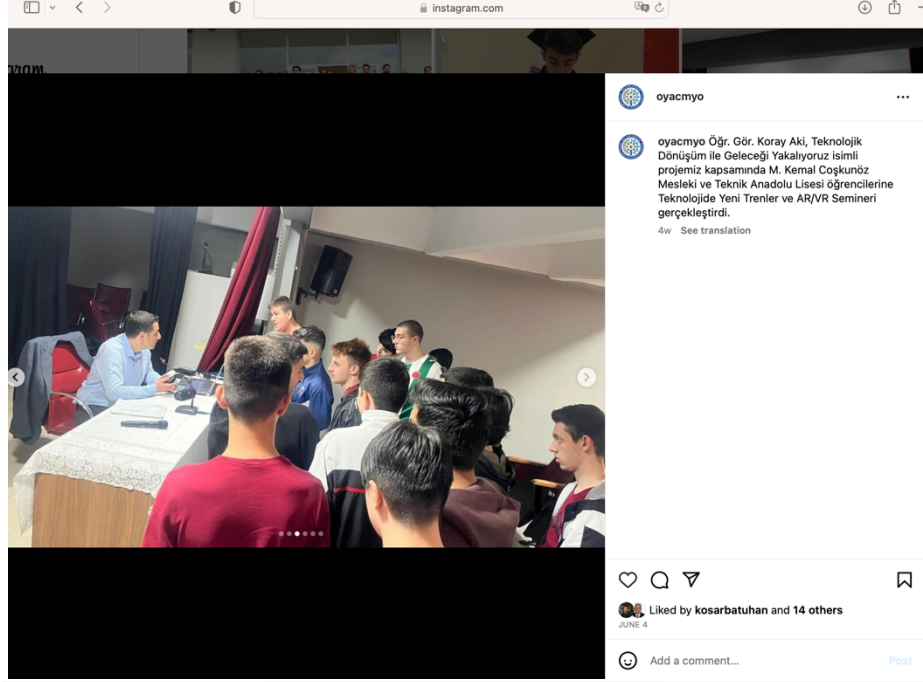 instagram.com
oyacmyo
oyacmyo Öğr. Gör. Koray Aki, Teknolojik
Dönüşüm ile Geleceği Yakalıyoruz isimli
projemiz kapsamında M. Kemal Coşkunöz
Mesleki ve Teknik Anadolu Lisesi öğrencilerine
Teknolojide Yeni Trenler ve AR/VR Semineri
gerçekleştirdi.
4w See translation
Liked by kosarbatuhan and 14 others
JUNE 4
Add a comment... Post